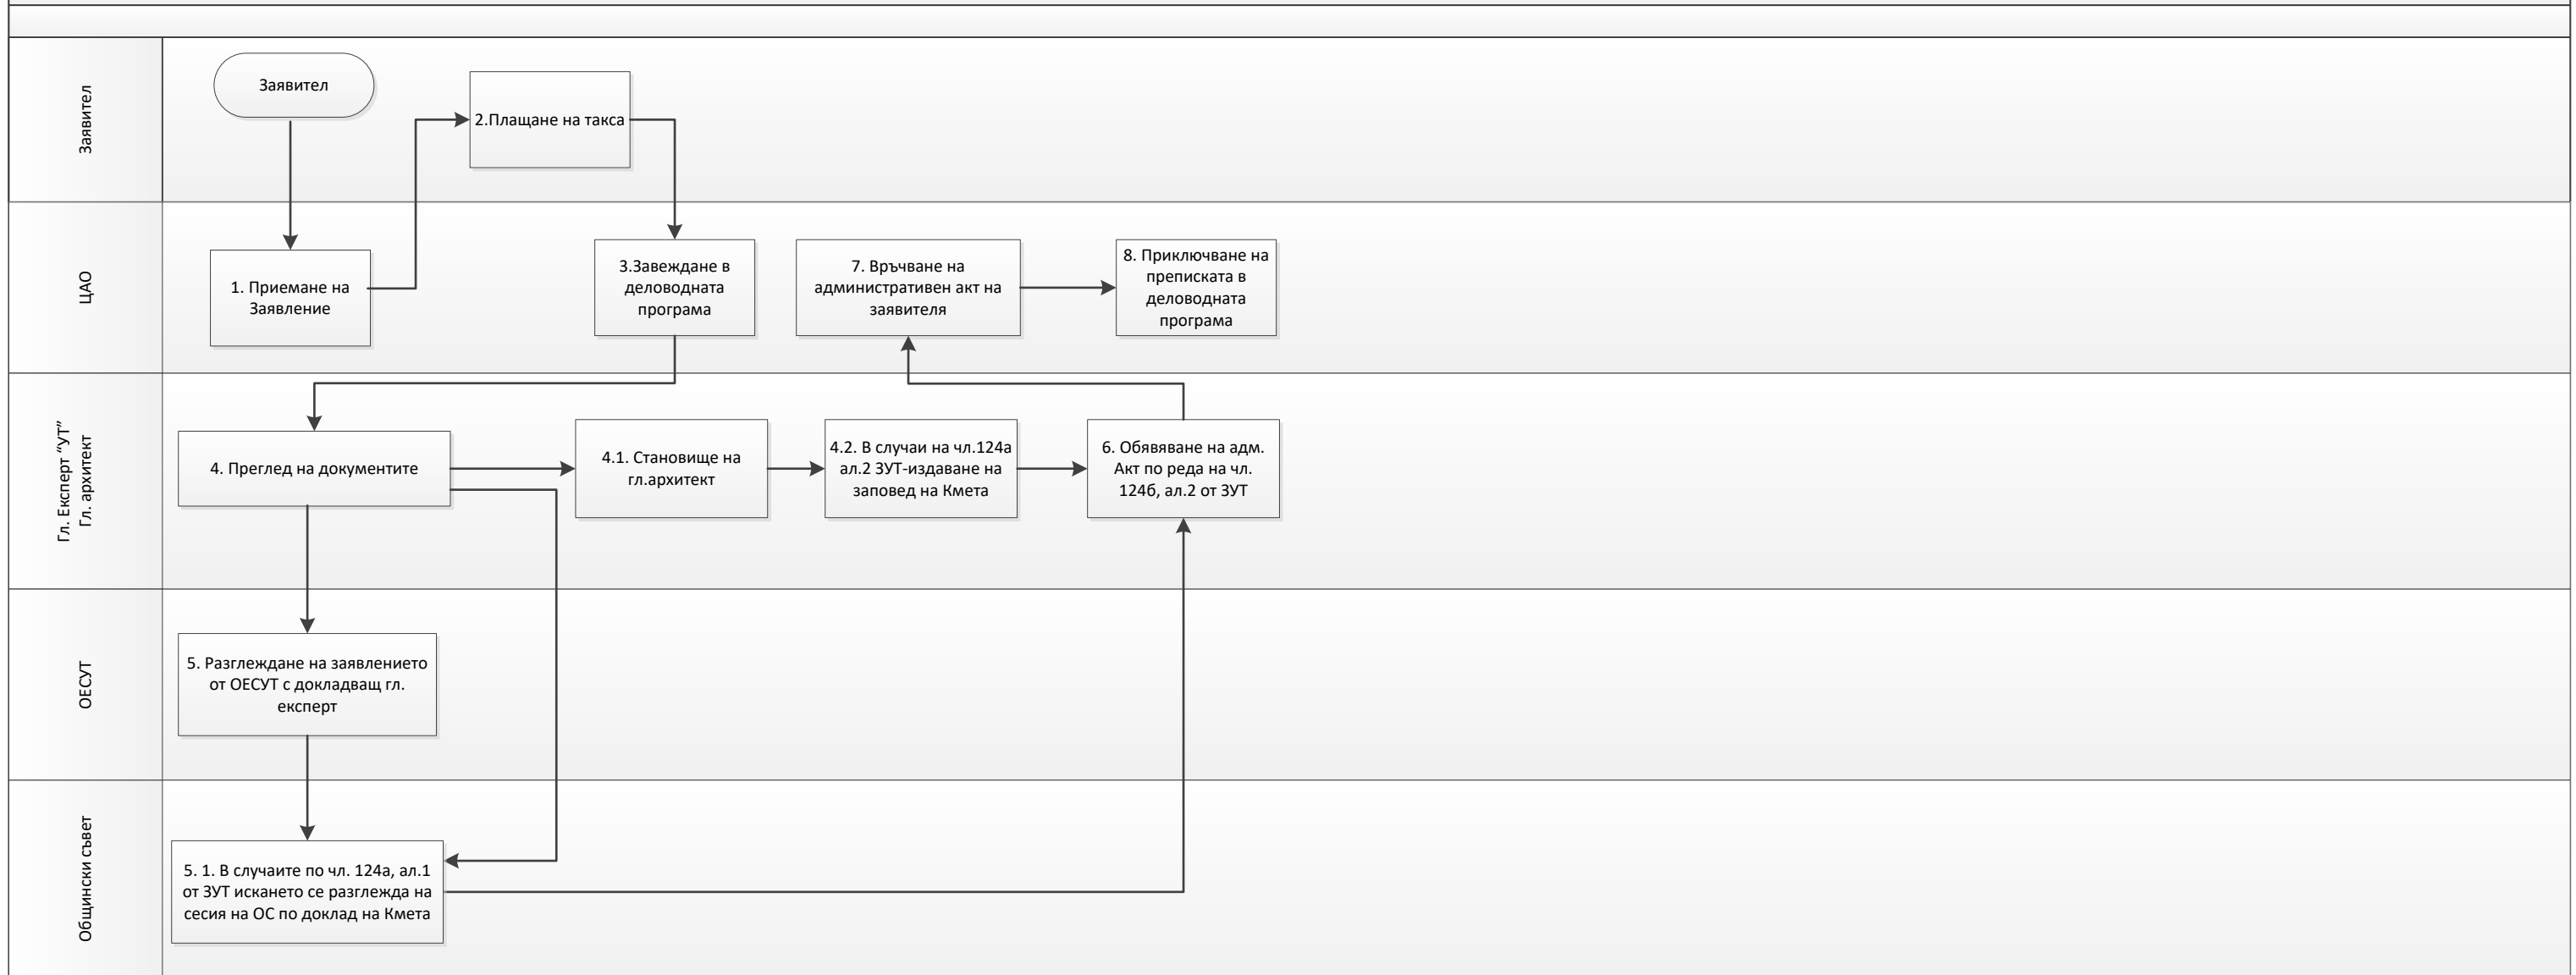 Заявител
Заявител
2.Плащане на такса
ЦАО
1. Приемане на
Заявление
3.Завеждане в
деловодната
програма
7. Връчване на
административен акт на
заявителя
8. Приключване на
преписката в
деловодната
програма
Гл. Експерт “УТ”
Гл. архитект
4. Преглед на документите
4.1. Становище на
гл.архитект
4.2. В случаи на чл.124а
ал.2 ЗУТ-издаване на
заповед на Кмета
6. Обявяване на адм.
Акт по реда на чл.
124б, ал.2 от ЗУТ
ОЕСУТ
5. Разглеждане на заявлението
от ОЕСУТ с докладващ гл.
експерт
Общински съвет
5. 1. В случаите по чл. 124а, ал.1
от ЗУТ искането се разглежда на
сесия на ОС по доклад на Кмета